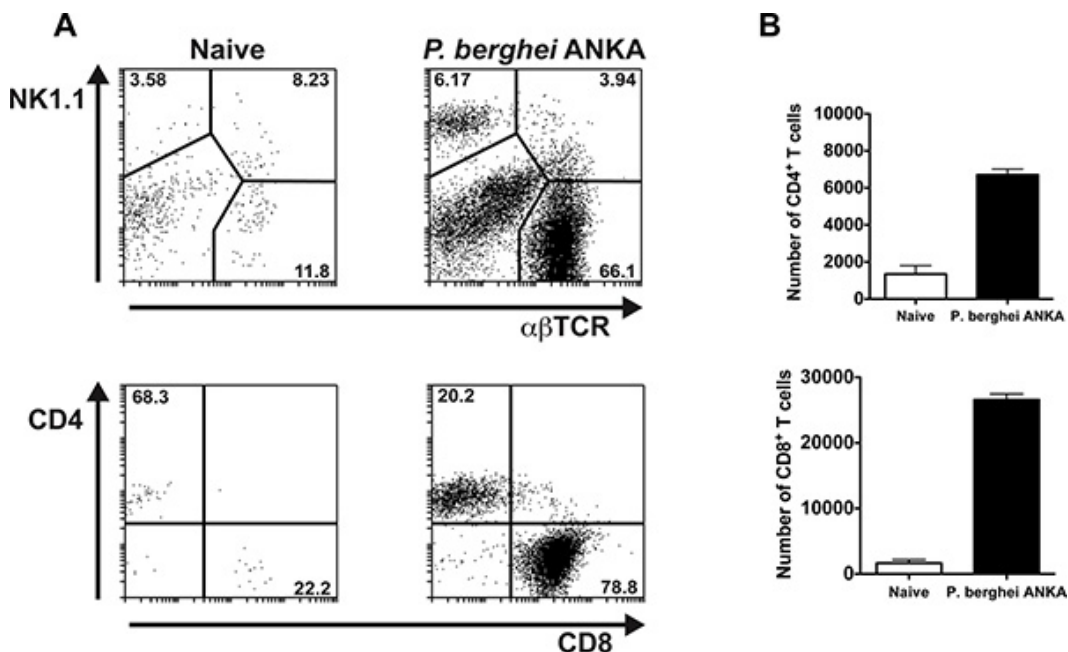 A
Naive
P. berghei ANKA
NK1.1
3.58
8.23
11.8
6.17
3.94
66.1
αβTCR
CD4
68.3
22.2
20.2
78.8
CD8
B
Number of CD4+ T cells
10000
8000
6000
4000
2000
0
Naive
P. berghei ANKA
Number of CD8+ T cells
30000
20000
10000
0
Naive
P. berghei ANKA